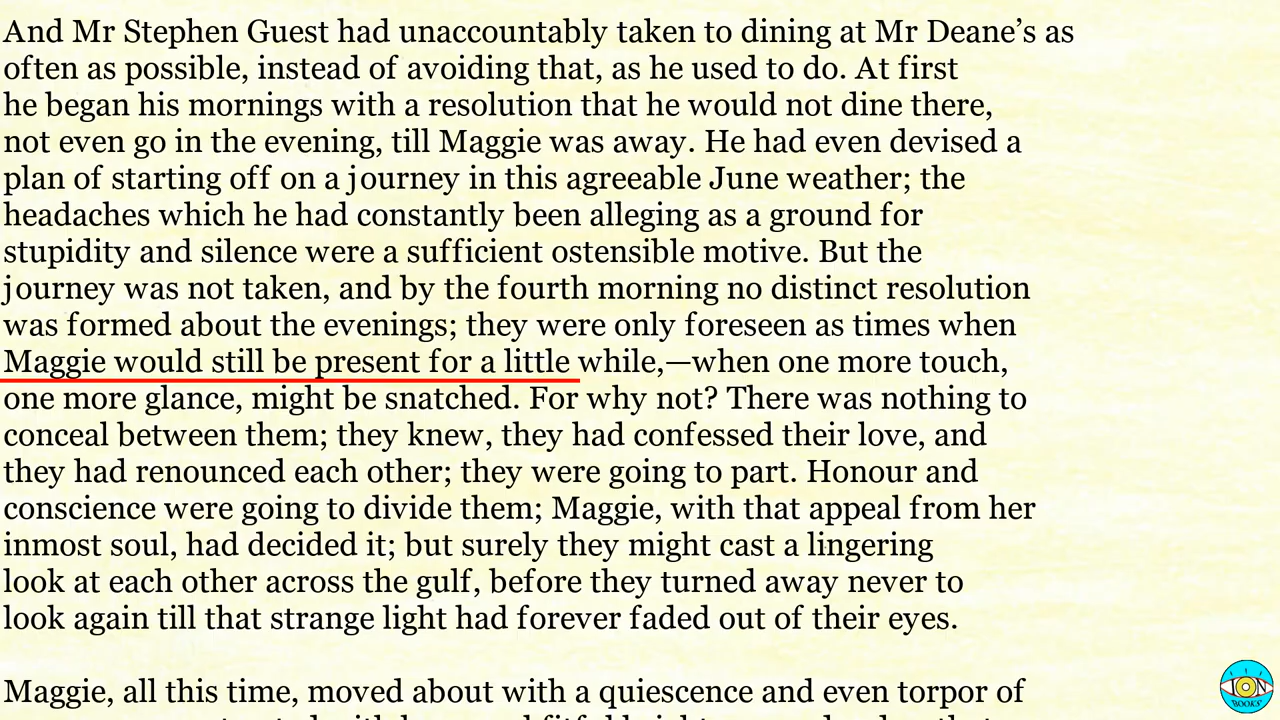 And Mr Stephen Guest had unaccountably taken to dining at Mr Deane’s as
often as possible, instead of avoiding that, as he used to do. At first
he began his mornings with a resolution that he would not dine there,
not even go in the evening, till Maggie was away. He had even devised a
plan of starting off on a journey in this agreeable June weather; the
headaches which he had constantly been alleging as a ground for
stupidity and silence were a sufficient ostensible motive. But the
journey was not taken, and by the fourth morning no distinct resolution
was formed about the evenings; they were only foreseen as times when
Maggie would still be present for a little while,—when one more touch,
one more glance, might be snatched. For why not? There was nothing to
conceal between them; they knew, they had confessed their love, and
they had renounced each other; they were going to part. Honour and
conscience were going to divide them; Maggie, with that appeal from her
inmost soul, had decided it; but surely they might cast a lingering
look at each other across the gulf, before they turned away never to
look again till that strange light had forever faded out of their eyes.
Maggie, all this time, moved about with a quiescence and even torpor of
ION
BOOKS